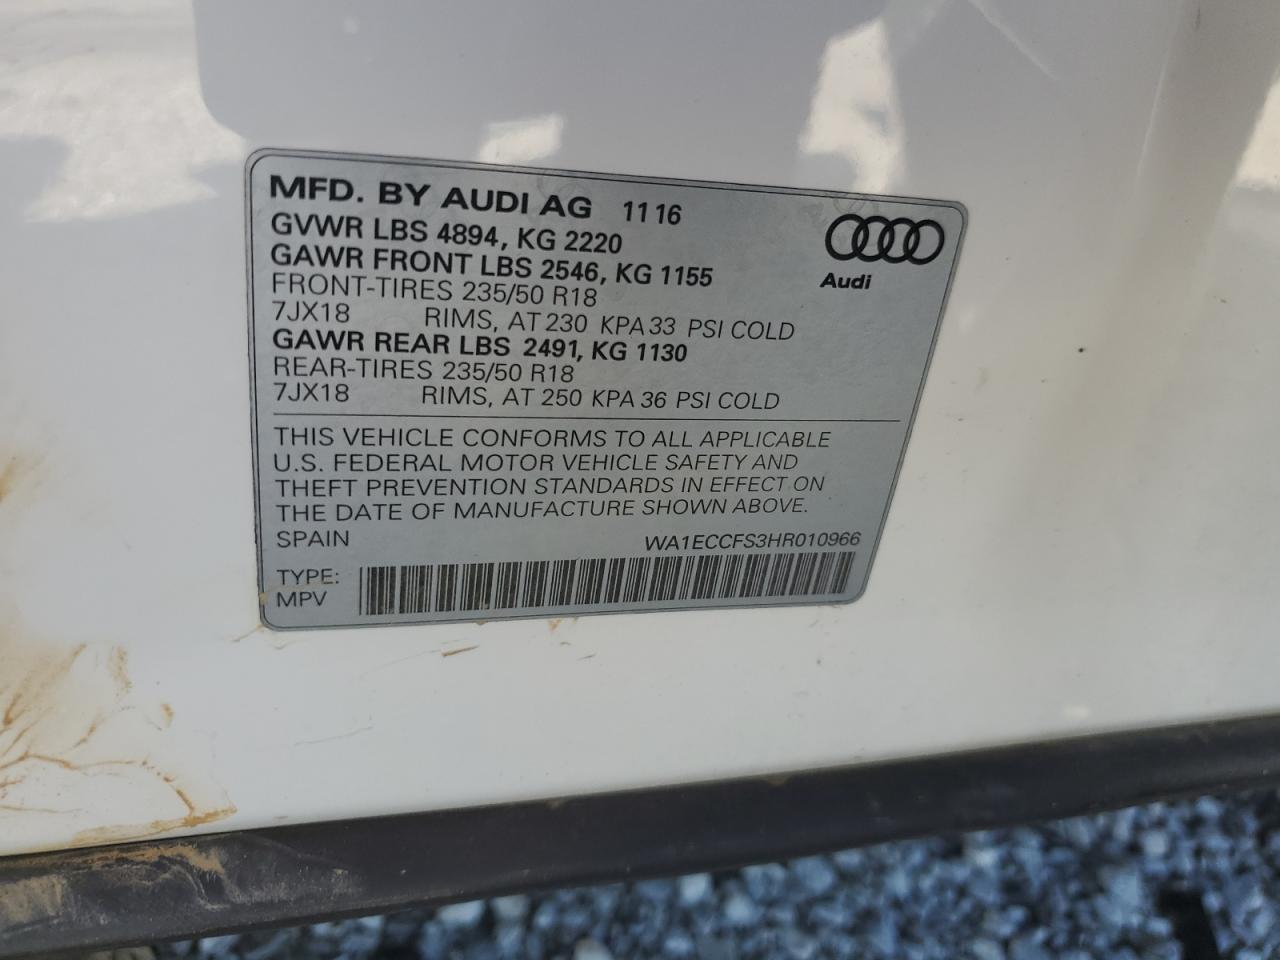 MFD. BY AUDI AG 11 16
GVWR LBS 4894, KG 2220
GAWR FRONT LBS 2546, KG 1155
FRONT-TIRES 235/50 R18
7JX18 RIMS, AT 230 KPA 33 PSI COLD
GAWR REAR LBS 2491, KG 1130
REAR-TIRES 235/50 R18
7JX18 RIMS, AT 250 KPA 36 PSI COLD
Audi
THIS VEHICLE CONFORMS TO ALL APPLICABLE
U.S. FEDERAL MOTOR VEHICLE SAFETY AND
THEFT PREVENTION STANDARDS IN EFFECT ON
THE DATE OF MANUFACTURE SHOWN ABOVE.
SPAIN WA1ECCFS3HR010966
TYPE:
MPV